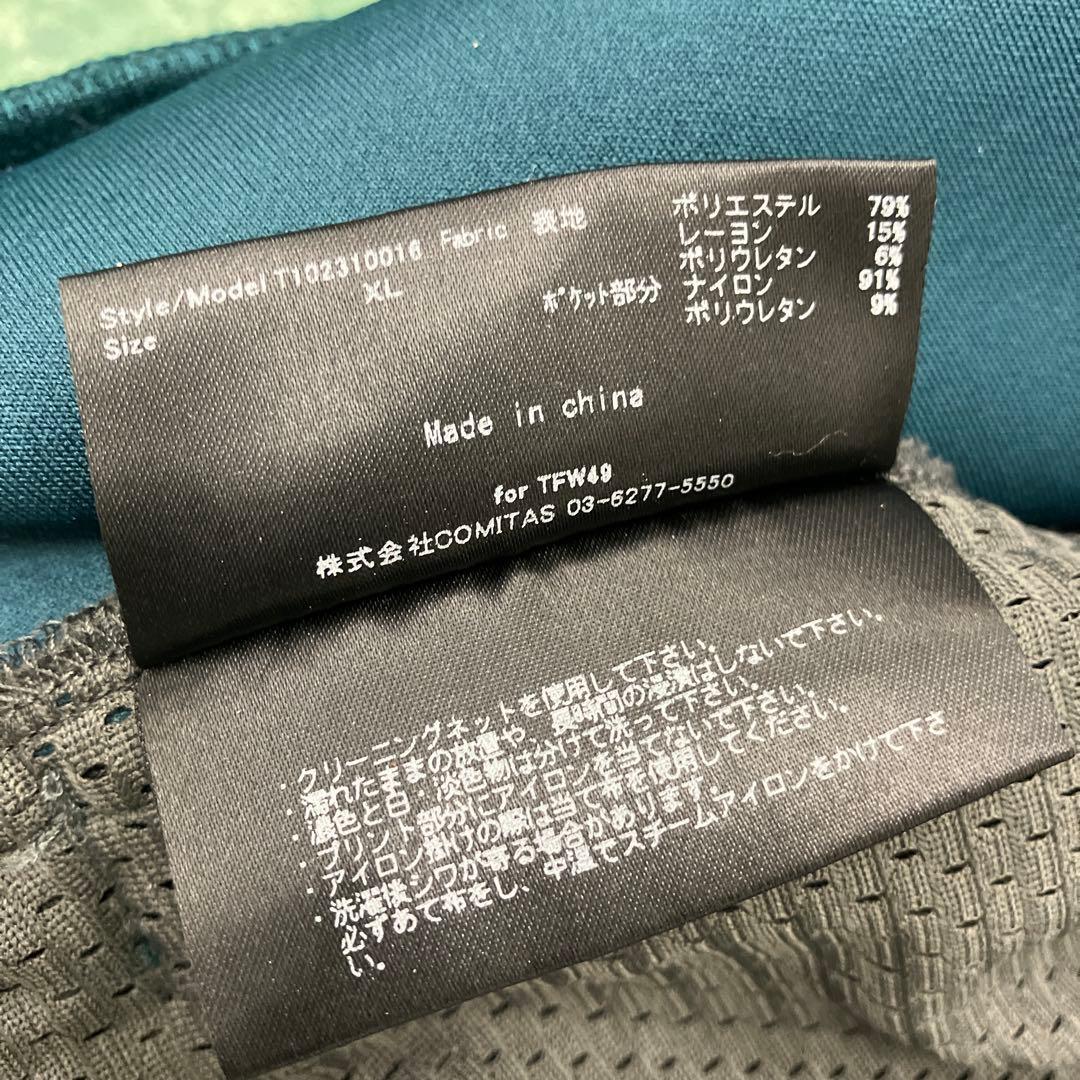 Style/Model T102310016 Fabric 表地 ポリエステル 79%
レーヨン 15%
ポリウレタン 6%
Size XL ポケット部分 ナイロン 91%
ポリウレタン 9%
Made in china
for TFW49
株式会社COMITAS 03-6277-5550
・クリーニングネットを使用して下さい。
・濡れたままの放置や、長時間の浸漬はしないで下さい。
・濃色と白・淡色物は分けて洗って下さい。
・プリント部分にアイロンを当てないで下さい。
・アイロン掛けの際は当て布を使用してください。
・洗濯後シワが寄る場合があります。
必ずあて布をし、中温でスチームアイロンをかけて下さ
い。